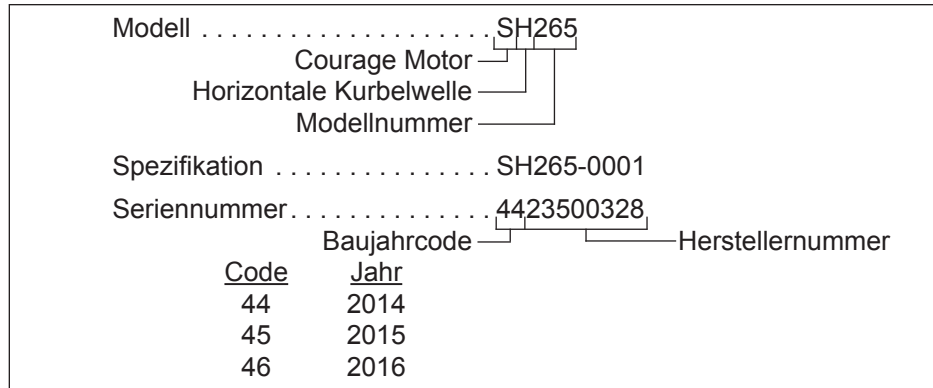 Modell . . . . . . . . . . . . . . . . . . . . SH265
Courage Motor
Horizontale Kurbelwelle
Modellnummer
Spezifikation . . . . . . . . . . . . . . . SH265-0001
Seriennummer. . . . . . . . . . . . . . 4423500328
Baujahrcode Herstellernummer
Code Jahr
44 2014
45 2015
46 2016